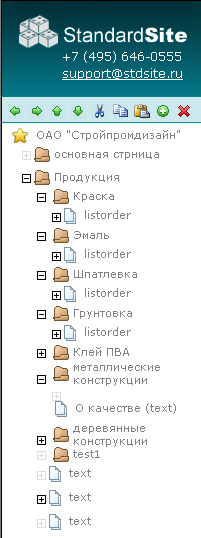 StandardSite
+7 (495) 646-0555
support@stdsite.ru
ОАО "Стройпромдизайн"
основная стрница
Продукция
Краска
listorder
Эмаль
listorder
Шпатлевка
listorder
Грунтовка
listorder
Клей ПВА
металлические
конструкции
О качестве (text)
деревянные
конструкции
test1
text
text
text